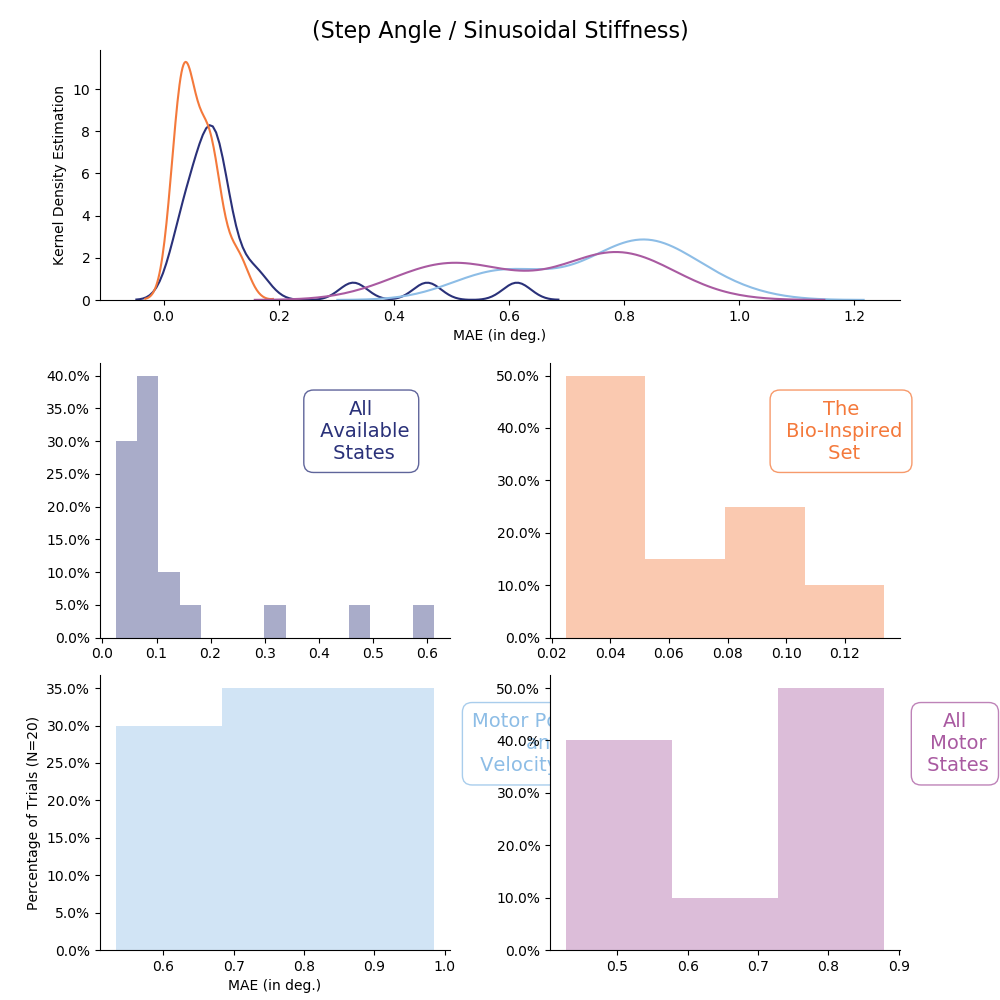 (Step Angle / Sinusoidal Stiffness)
Kernel Density Estimation
10
8
6
4
2
0
0.0 0.2 0.4 0.6 0.8 1.0 1.2
MAE (in deg.)
40.0%
35.0%
30.0%
25.0%
20.0%
15.0%
10.0%
5.0%
0.0%
All
Available
States
0.0 0.1 0.2 0.3 0.4 0.5 0.6
50.0%
40.0%
30.0%
20.0%
10.0%
0.0%
The
Bio-Inspired
Set
0.02 0.04 0.06 0.08 0.10 0.12
Percentage of Trials (N=20)
35.0%
30.0%
25.0%
20.0%
15.0%
10.0%
5.0%
0.0%
Motor Po
an
Velocity
0.6 0.7 0.8 0.9 1.0
MAE (in deg.)
50.0%
40.0%
30.0%
20.0%
10.0%
0.0%
All
Motor
States
0.5 0.6 0.7 0.8 0.9